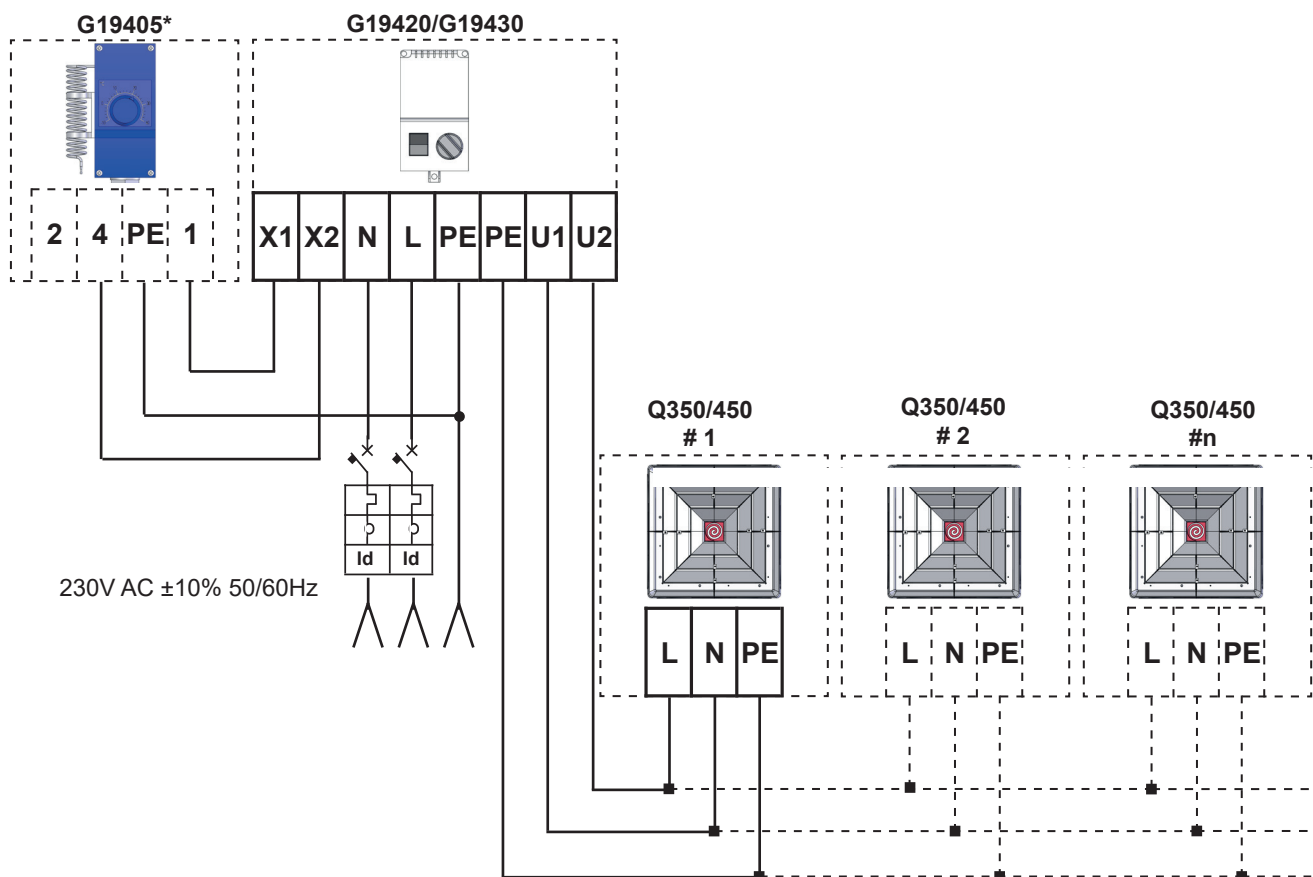 G19405*
G19420/G19430
2 4 PE 1
X1 X2 N L PE PE U1 U2
Id Id
230V AC ±10% 50/60Hz
Q350/450
# 1
Q350/450
# 2
Q350/450
#n
L N PE
L N PE
L N PE